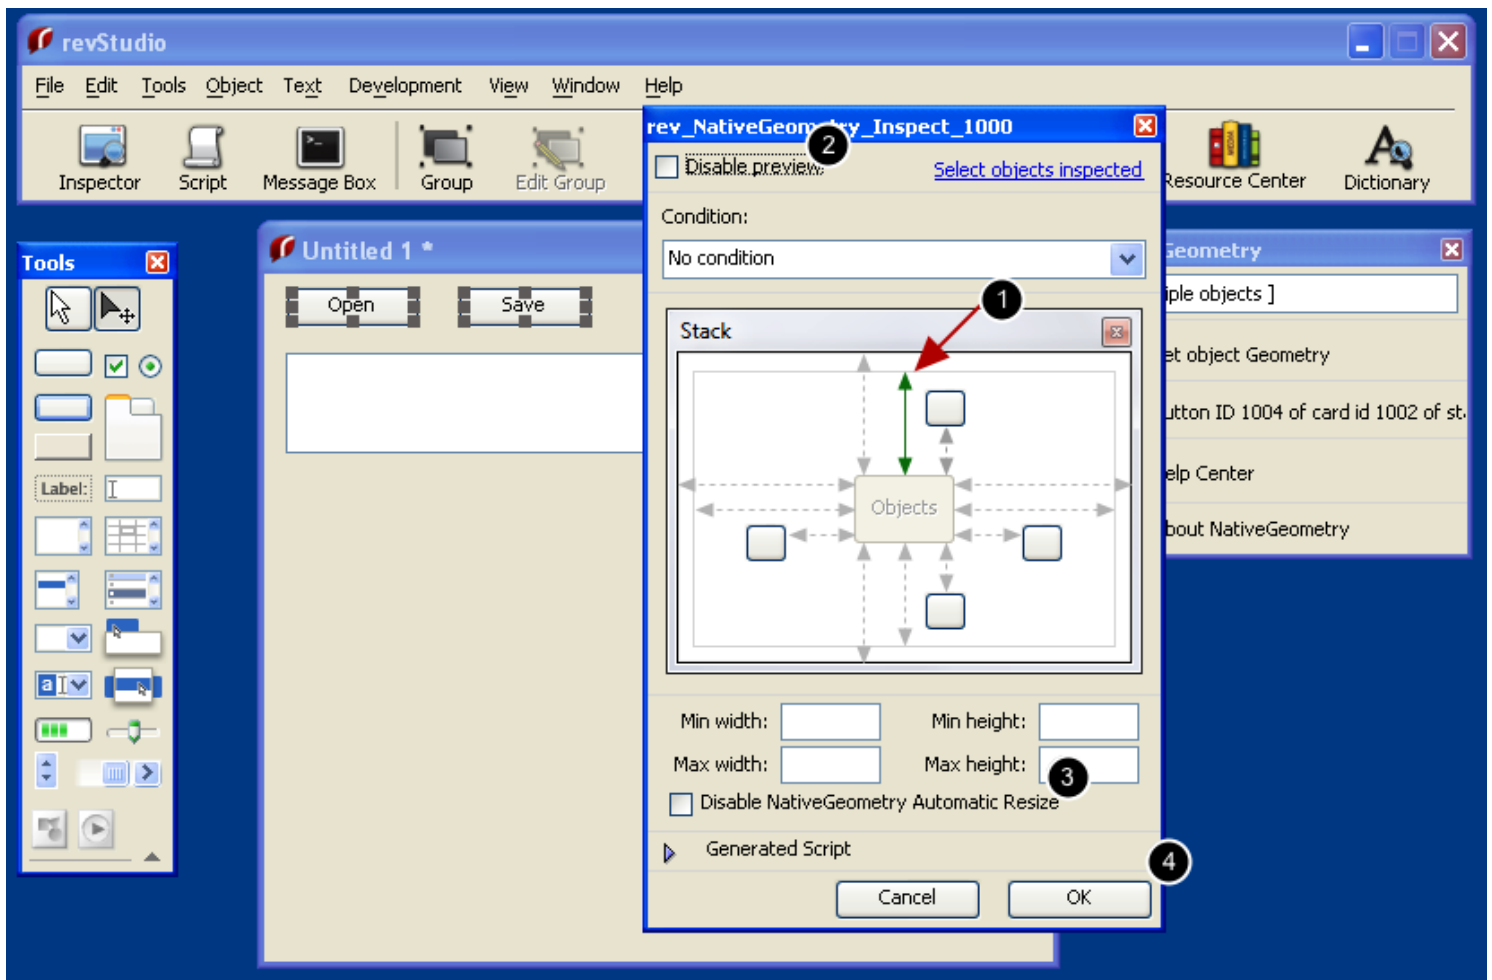 revStudio
File Edit Tools Object Text Development View Window Help
Inspector Script Message Box Group Edit Group Resource Center Dictionary
rev_NativeGeometry_Inspect_1000
2
Disable preview Select objects inspected
Condition:
No condition
Tools
Untitled 1 *
Open Save
Label:
a
1
Stack
Objects
Min width: Min height:
Max width: Max height:
3
Disable NativeGeometry Automatic Resize
Generated Script
4
Cancel OK
Geometry
iple objects ]
et object Geometry
utton ID 1004 of card id 1002 of st
elp Center
bout NativeGeometry